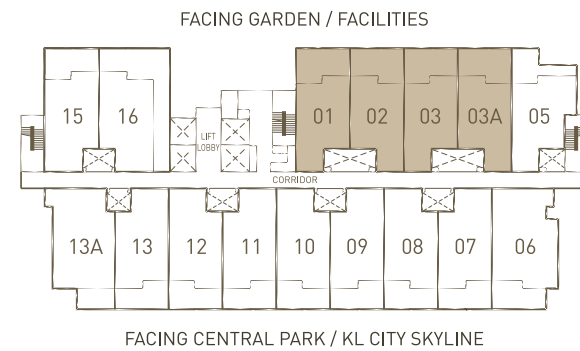 FACING GARDEN / FACILITIES
15 16 LIFT LOBBY 01 02 03 03A 05
CORRIDOR
13A 13 12 11 10 09 08 07 06
FACING CENTRAL PARK / KL CITY SKYLINE